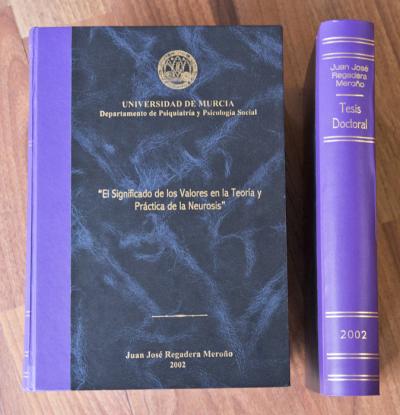 UNIVERSIDAD DE MURCIA
Departamento de Psiquiatría y Psicología Social
"El Significado de los Valores en la Teoría y
Práctica de la Neurosis"
Juan José Regadera Meroño
2002
Juan José
Regadera
Meroño
Tesis
Doctoral
2002